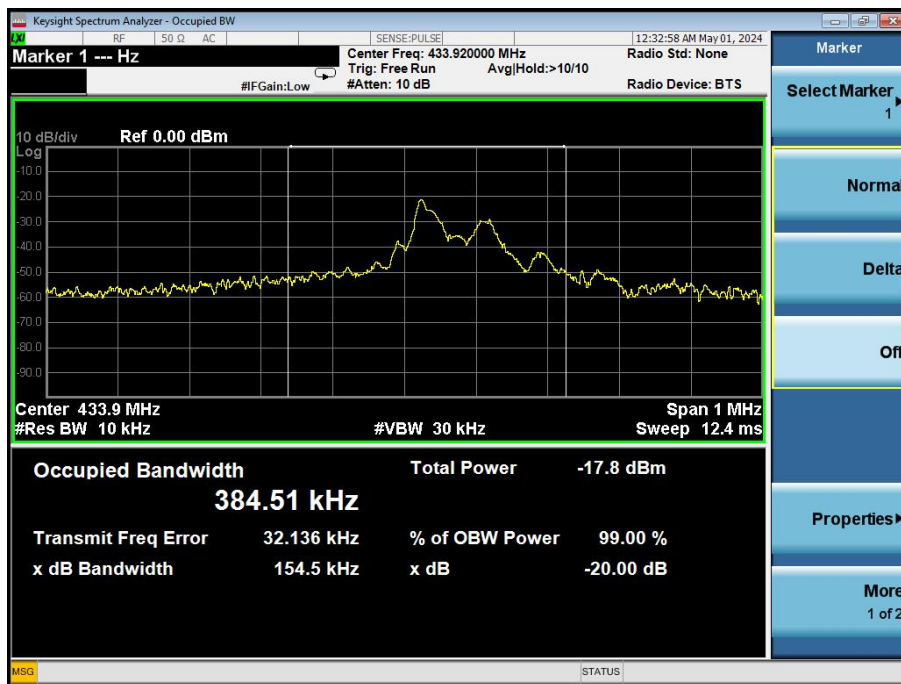 Keysight Spectrum Analyzer - Occupied BW
LXI RF 50 Ω AC SENSE:PULSE 12:32:58 AM May 01, 2024
Marker 1 --- Hz
Center Freq: 433.920000 MHz
Radio Std: None
Trig: Free Run Avg|Hold:>10/10
#IFGain:Low #Atten: 10 dB Radio Device: BTS
10 dB/div Ref 0.00 dBm
Log
-10.0
-20.0
-30.0
-40.0
-50.0
-60.0
-70.0
-80.0
-90.0
Center 433.9 MHz Span 1 MHz
#Res BW 10 kHz #VBW 30 kHz Sweep 12.4 ms
Occupied Bandwidth Total Power -17.8 dBm
384.51 kHz
Transmit Freq Error 32.136 kHz % of OBW Power 99.00 %
x dB Bandwidth 154.5 kHz x dB -20.00 dB
MSG STATUS
Marker
Select Marker
1
Normal
Delta
Off
Properties
More
1 of 2